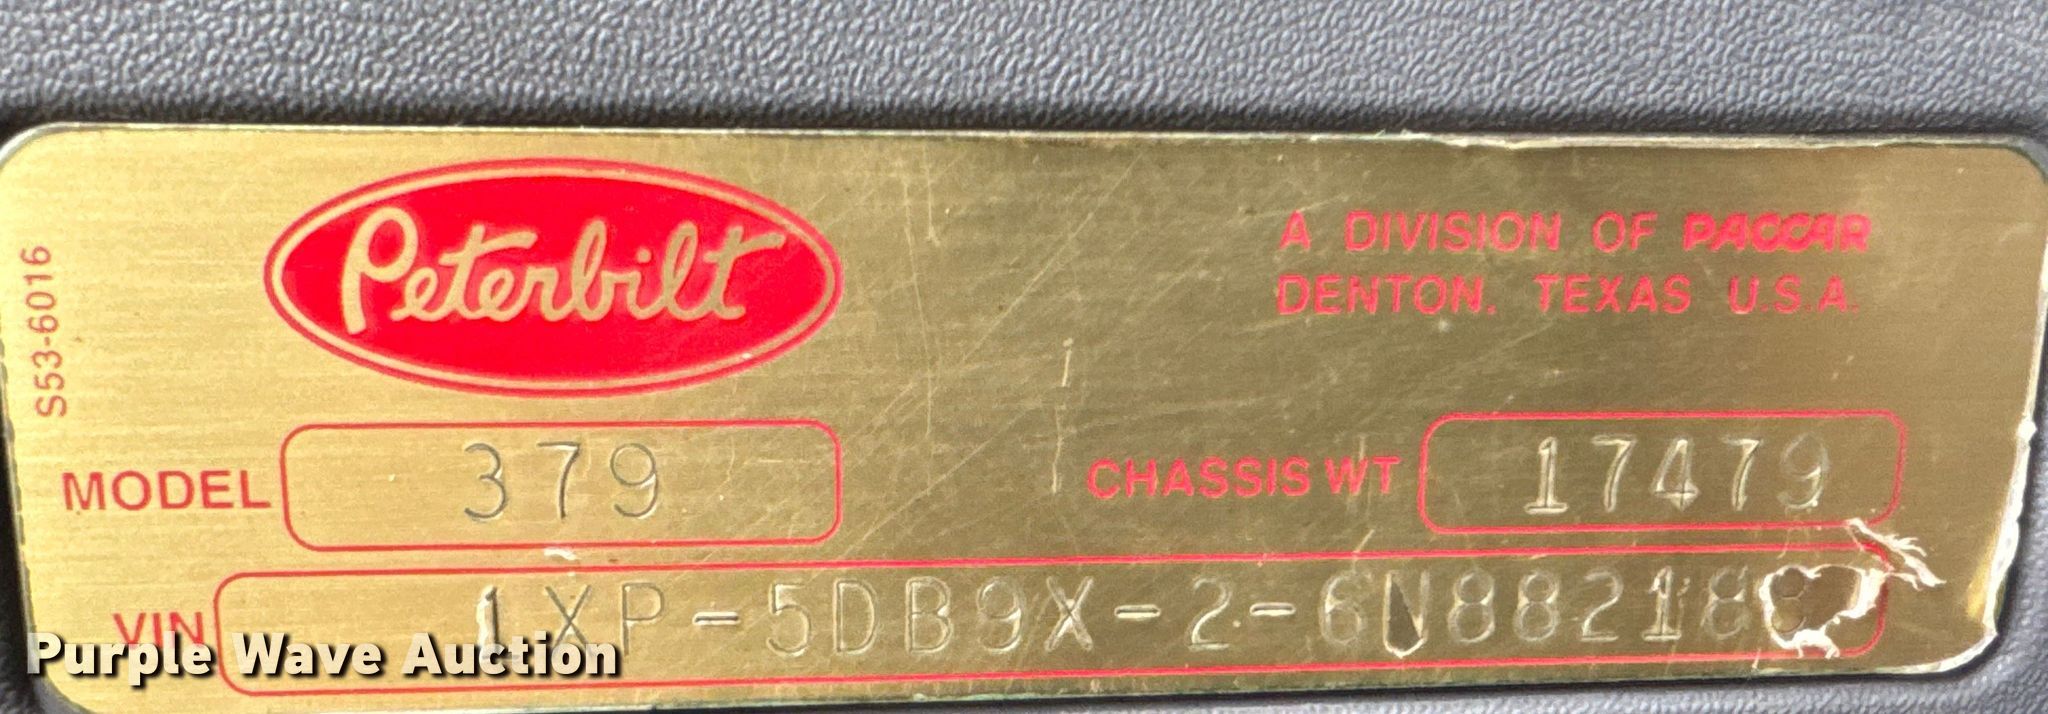 S53-6016
Peterbilt
A DIVISION OF PACCAR
DENTON, TEXAS U.S.A.
MODEL 379
CHASSIS WT 17479
VIN 1XP-5DB9X-2-6N882188
Purple Wave Auction